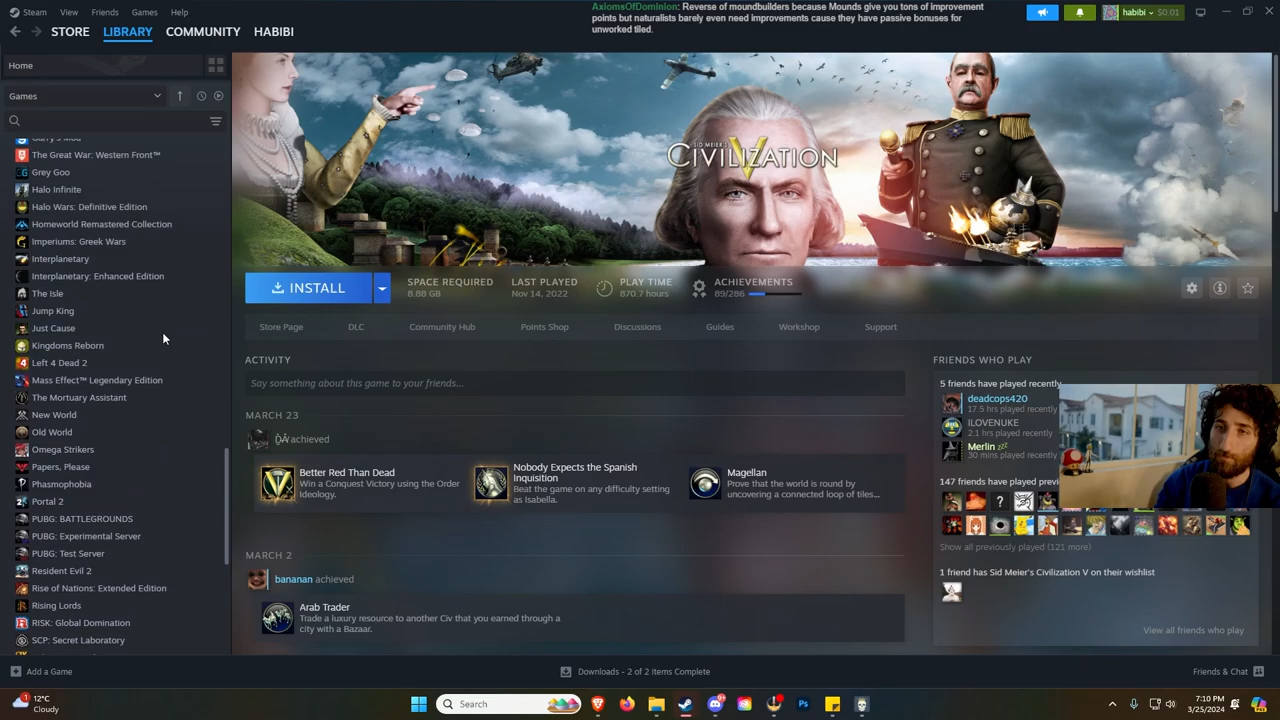 Steam View Friends Games Help
AxiomsOfDominion: Reverse of moundbuilders because Mounds give you tons of improvement
points but naturalists barely even need improvements cause they have passive bonuses for
unworked tiled.
habibi $0.01
STORE LIBRARY COMMUNITY HABIBI
Home
Games
The Great War: Western Front™
Grey Goo
Halo Infinite
Halo Wars: Definitive Edition
Homeworld Remastered Collection
Imperiums: Greek Wars
Interplanetary
Interplanetary: Enhanced Edition
The Isle
Jump King
Just Cause
Kingdoms Reborn
Left 4 Dead 2
Mass Effect™ Legendary Edition
The Mortuary Assistant
New World
Old World
Omega Strikers
Papers, Please
Phasmophobia
Portal 2
PUBG: BATTLEGROUNDS
PUBG: Experimental Server
PUBG: Test Server
Resident Evil 2
Rise of Nations: Extended Edition
Rising Lords
RISK: Global Domination
SCP: Secret Laboratory
Add a Game
SID MEIER'S
CIVILIZATION
V
INSTALL
SPACE REQUIRED
8.88 GB
LAST PLAYED
Nov 14, 2022
PLAY TIME
870.7 hours
ACHIEVEMENTS
89/286
Store Page DLC Community Hub Points Shop Discussions Guides Workshop Support
ACTIVITY
Say something about this game to your friends...
MARCH 23
achieved
Better Red Than Dead
Win a Conquest Victory using the Order
Ideology.
Nobody Expects the Spanish
Inquisition
Beat the game on any difficulty setting
as Isabella.
Magellan
Prove that the world is round by
uncovering a connected loop of tiles...
MARCH 2
bananan achieved
Arab Trader
Trade a luxury resource to another Civ that you earned through a
city with a Bazaar.
FRIENDS WHO PLAY
5 friends have played recently
deadcops420
17.5 hrs played recently
ILOVENUKE
2.1 hrs played recently
Merlin zzz
30 mins played recently
147 friends have played previ
Show all previously played (121 more)
1 friend has Sid Meier's Civilization V on their wishlist
View all friends who play
Downloads - 2 of 2 Items Complete
Friends & Chat
1
12°C
Cloudy
Search
7:10 PM
3/25/2024